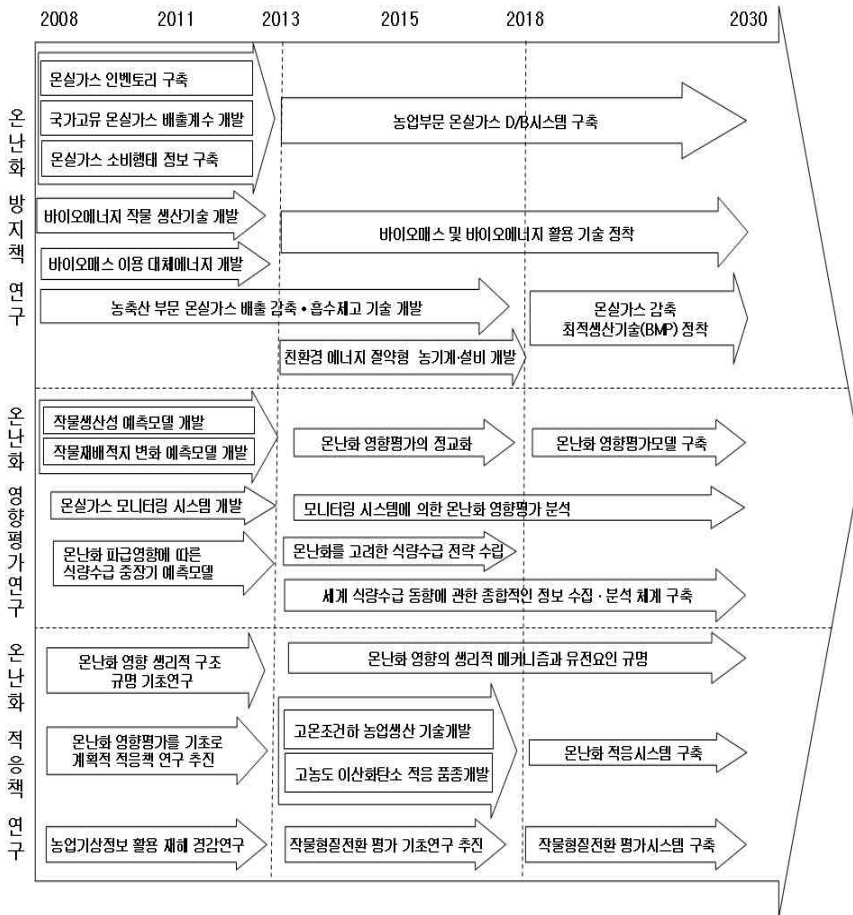 2008 2011 2013 2015 2018 2030
온난화 방지책 연구
온실가스 인벤토리 구축
국가고유 온실가스 배출계수 개발
온실가스 소비행태 정보 구축
농업부문 온실가스 D/B시스템 구축
바이오에너지 작물 생산기술 개발
바이오매스 이용 대체에너지 개발
바이오매스 및 바이오에너지 활용 기술 정착
농축산 부문 온실가스 배출 감축·흡수제고 기술 개발
온실가스 감축
최적생산기술(BMP) 정착
친환경 에너지 절약형 농기계·설비 개발
온난화 영향평가연구
작물생산성 예측모델 개발
작물재배적지 변화 예측모델 개발
온난화 영향평가의 정교화
온난화 영향평가모델 구축
온실가스 모니터링 시스템 개발
모니터링 시스템에 의한 온난화 영향평가 분석
온난화 파급영향에 따른
식량수급 중장기 예측모델
온난화를 고려한 식량수급 전략 수립
세계 식량수급 동향에 관한 종합적인 정보 수집·분석 체계 구축
온난화 적응책 연구
온난화 영향 생리적 구조
규명 기초연구
온난화 영향의 생리적 메커니즘과 유전요인 규명
온난화 영향평가를 기초로
계획적 적응책 연구 추진
고온조건하 농업생산 기술개발
고농도 이산화탄소 적응 품종개발
온난화 적응시스템 구축
농업기상정보 활용 재해 경감연구
작물형질전환 평가 기초연구 추진
작물형질전환 평가시스템 구축